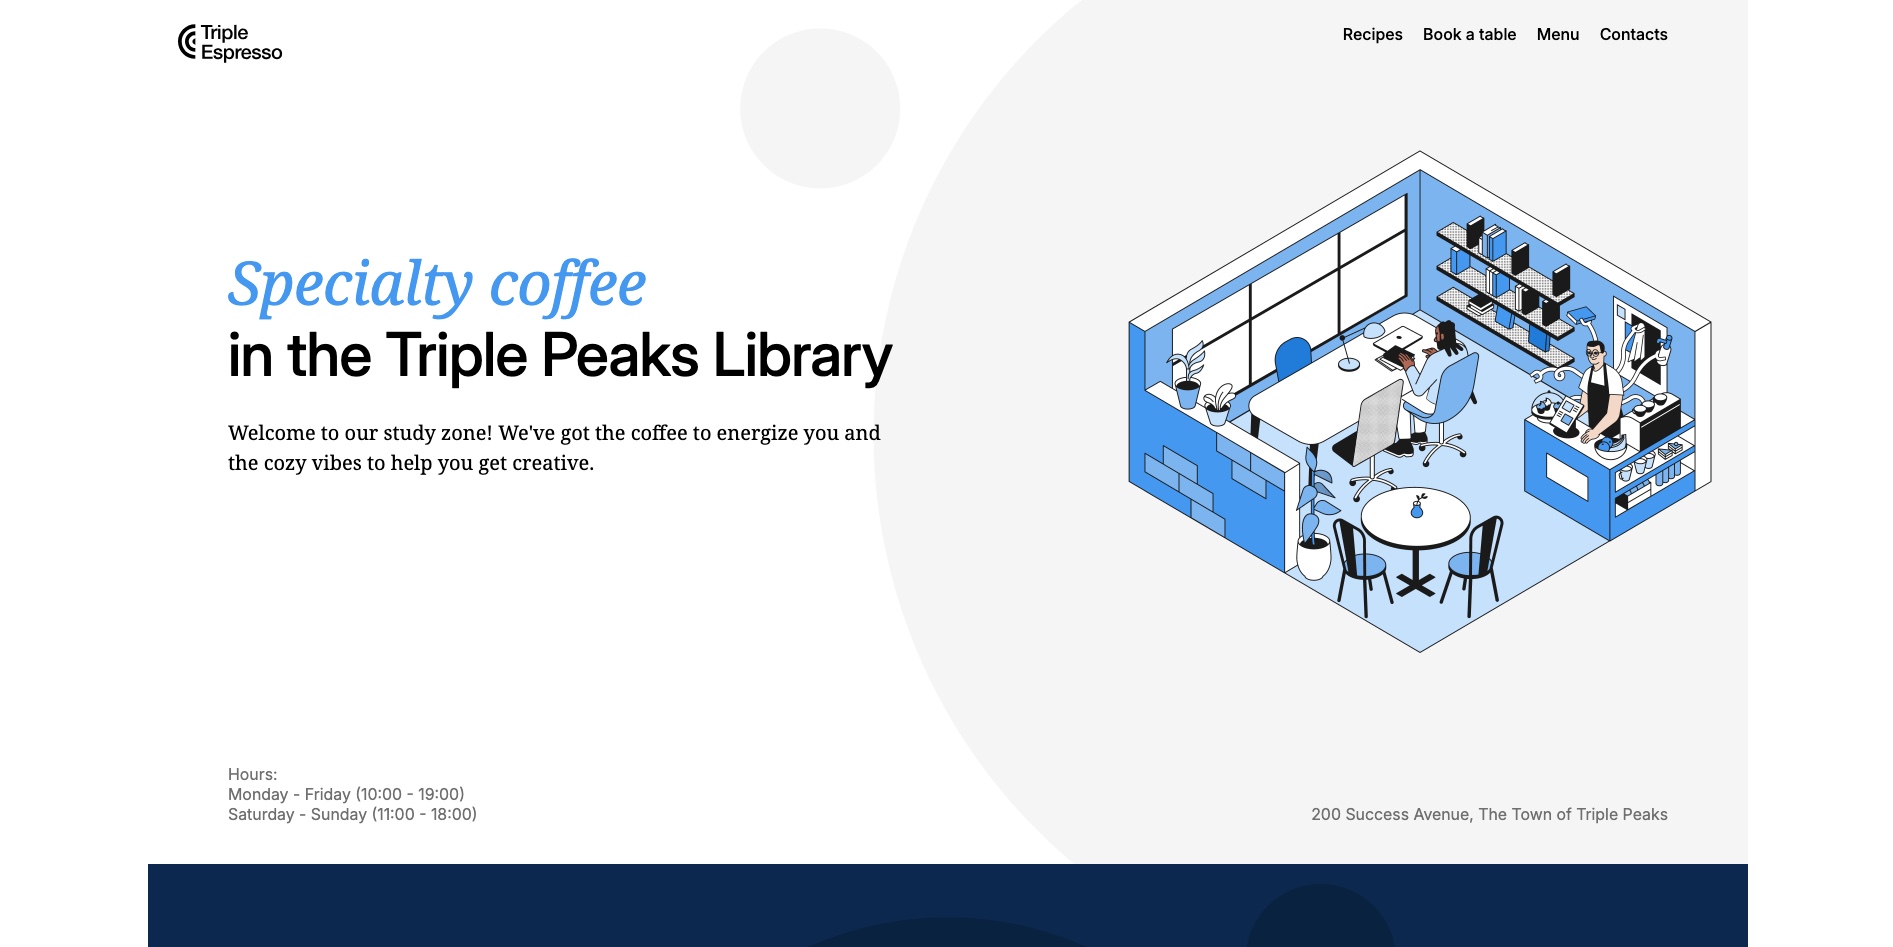 Triple
Espresso
Recipes Book a table Menu Contacts
Specialty coffee
in the Triple Peaks Library
Welcome to our study zone! We've got the coffee to energize you and
the cozy vibes to help you get creative.
Hours:
Monday - Friday (10:00 - 19:00)
Saturday - Sunday (11:00 - 18:00)
200 Success Avenue, The Town of Triple Peaks